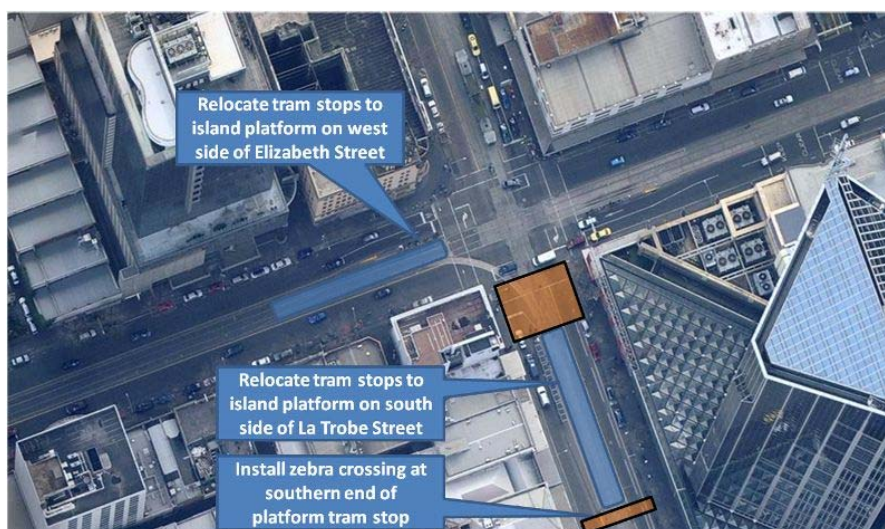 Relocate tram stops to
island platform on west
side of Elizabeth Street
Relocate tram stops to
island platform on south
side of La Trobe Street
Install zebra crossing at
southern end of
platform tram stop